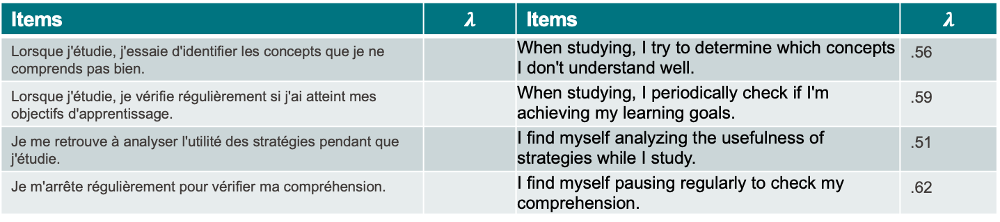 Items λ Items λ
Lorsque j'étudie, j'essaie d'identifier les concepts que je ne
comprends pas bien.
When studying, I try to determine which concepts
I don't understand well.
.56
Lorsque j'étudie, je vérifie régulièrement si j'ai atteint mes
objectifs d'apprentissage.
When studying, I periodically check if I'm
achieving my learning goals.
.59
Je me retrouve à analyser l'utilité des stratégies pendant que
j'étudie.
I find myself analyzing the usefulness of
strategies while I study.
.51
Je m'arrête régulièrement pour vérifier ma compréhension.
I find myself pausing regularly to check my
comprehension.
.62